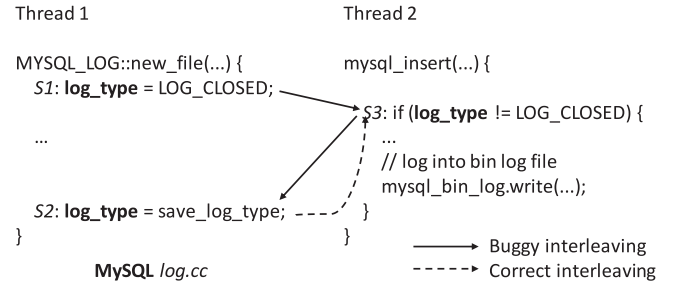 Thread 1
MYSQL_LOG::new_file(...) {
S1: log_type = LOG_CLOSED;
...
S2: log_type = save_log_type;
}
MySQL log.cc
Thread 2
mysql_insert(...) {
S3: if (log_type != LOG_CLOSED) {
...
// log into bin log file
mysql_bin_log.write(...);
}
}
Buggy interleaving
Correct interleaving